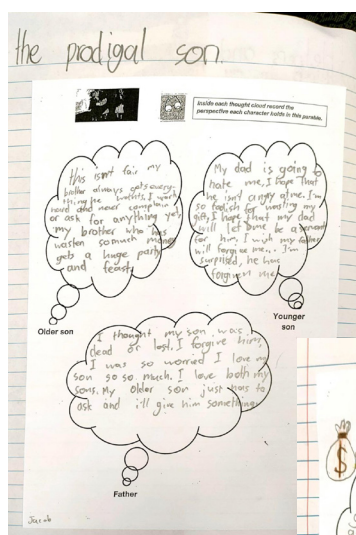 the prodigal son.
Inside each thought cloud record the
perspective each character holds in this parable.
this isn't fair my
brother always gets every
thing he wants, I work
hard and never complain
or ask for anything yet
my brother who has
wasten so much money
gets a huge party
and feast
Older son
My dad is going to
hate me, I hope that
he isn't angry at me. I'm
so foolish for wasting my
gift, I hope that my dad
will let me be a servant
for him. I wish my father
will forgive me... I'm
surprised, he has
forgiven me
Younger
son
I thought my son was
dead or lost, I forgive him,
I was so worried I love my
son so so much. I love both my
sons. My older son just has to
ask and i'll give him something
Father
Jacob
$